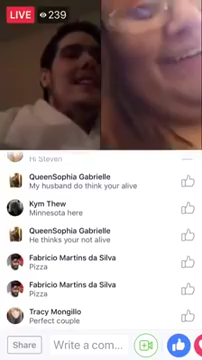 LIVE
239
Hi Steven
QueenSophia Gabrielle
My husband do think your alive
Kym Thew
Minnesota here
QueenSophia Gabrielle
He thinks your not alive
Fabricio Martins da Silva
Pizza
Fabricio Martins da Silva
Pizza
Tracy Mongillo
Perfect couple
Share
Write a com...